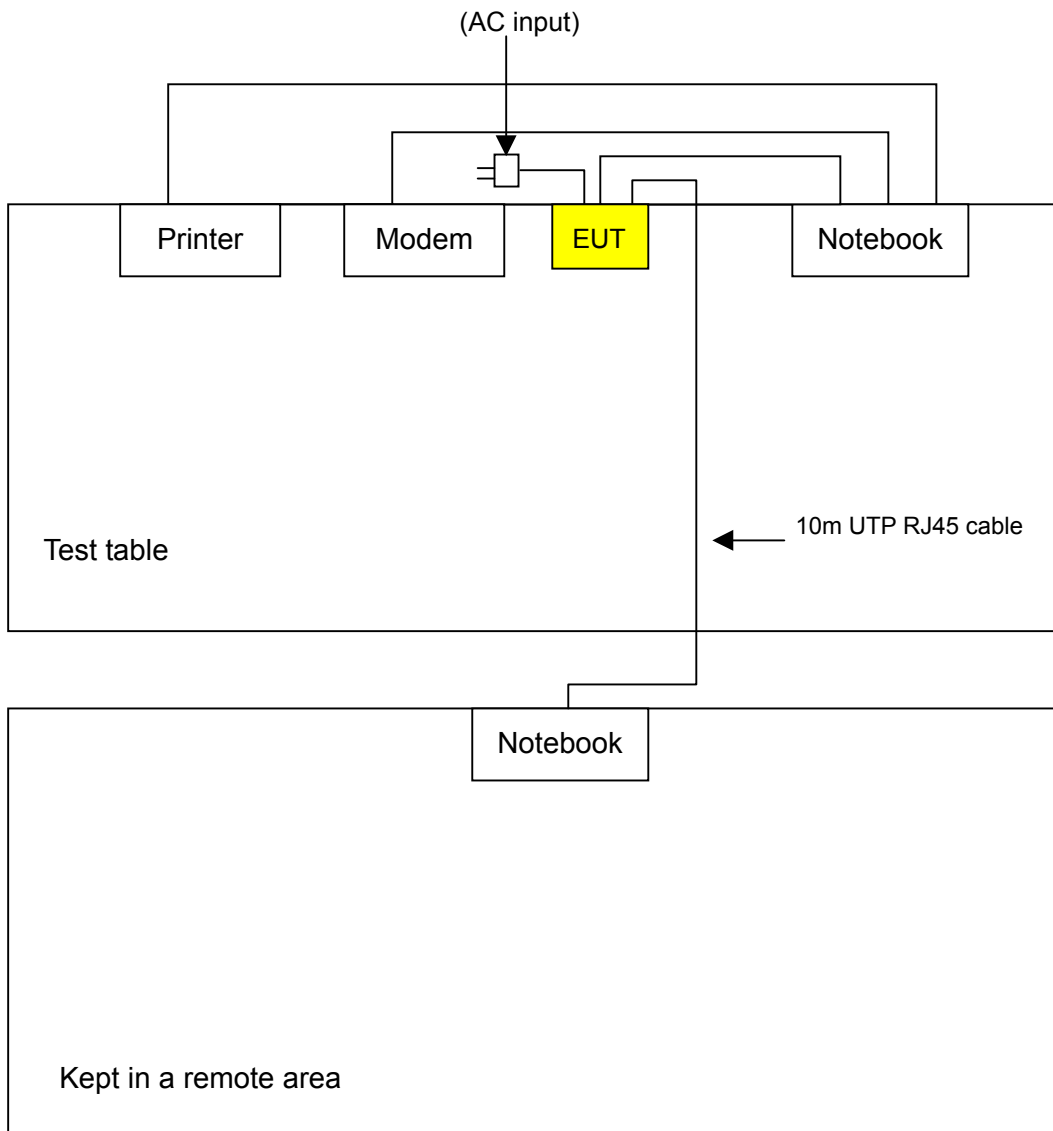 (AC input)
Printer
Modem
EUT
Notebook
10m UTP RJ45 cable
Test table
Notebook
Kept in a remote area